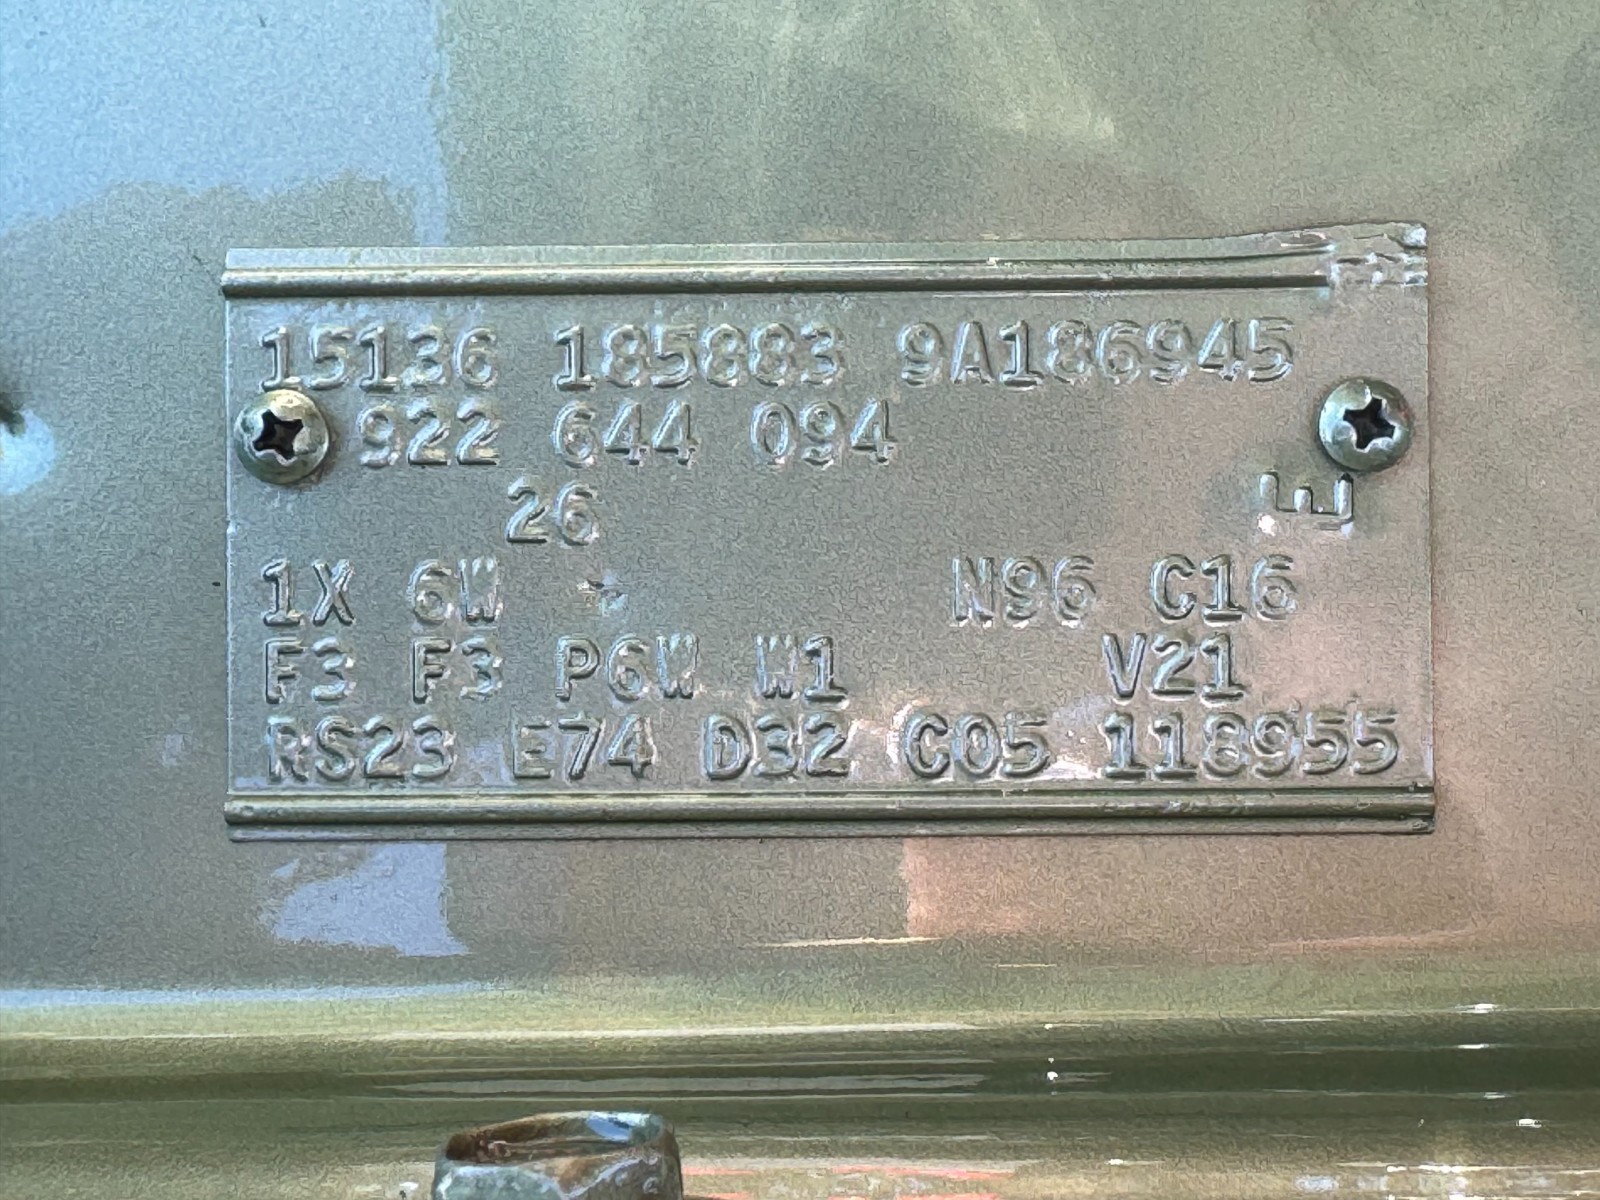 15136 185883 9A186945
922 644 094
26 E
1X 6W N96 C16
F3 F3 P6W W1 V21
RS23 E74 D32 C05 118955